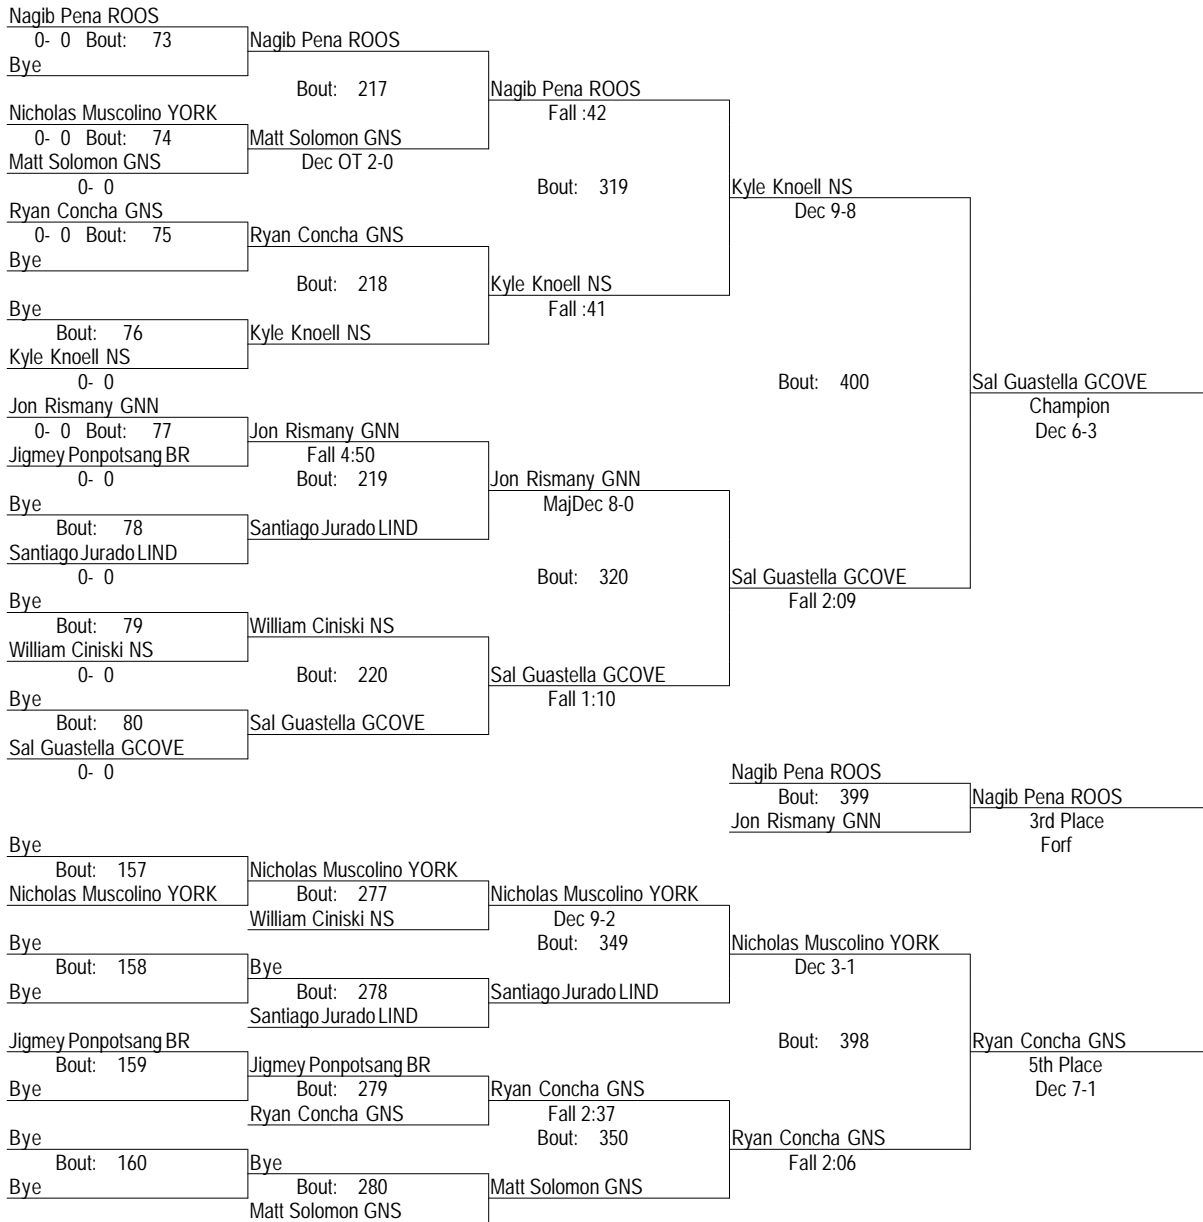 Nagib Pena ROOS
0- 0 Bout: 73 Nagib Pena ROOS
Bye
Bout: 217 Nagib Pena ROOS
Nicholas Muscolino YORK Fall :42
0- 0 Bout: 74 Matt Solomon GNS
Matt Solomon GNS Dec OT 2-0
0- 0 Bout: 319 Kyle Knoell NS
Ryan Concha GNS Dec 9-8
0- 0 Bout: 75 Ryan Concha GNS
Bye
Bout: 218 Kyle Knoell NS
Bye Fall :41
Bout: 76 Kyle Knoell NS
Kyle Knoell NS
0- 0 Bout: 400 Sal Guastella GCOVE
Jon Rismany GNN Champion
0- 0 Bout: 77 Jon Rismany GNN Dec 6-3
Jigmey Ponpotsang BR Fall 4:50
0- 0 Bout: 219 Jon Rismany GNN
Bye MajDec 8-0
Bout: 78 Santiago Jurado LIND
Santiago Jurado LIND
0- 0 Bout: 320 Sal Guastella GCOVE
Bye Fall 2:09
Bout: 79 William Ciniski NS
William Ciniski NS
0- 0 Bout: 220 Sal Guastella GCOVE
Bye Fall 1:10
Bout: 80 Sal Guastella GCOVE
Sal Guastella GCOVE
0- 0 Nagib Pena ROOS
Bout: 399 Nagib Pena ROOS
Jon Rismany GNN 3rd Place
Bye Forf
Bout: 157 Nicholas Muscolino YORK
Nicholas Muscolino YORK Bout: 277 Nicholas Muscolino YORK
William Ciniski NS Dec 9-2
Bye Bout: 349 Nicholas Muscolino YORK
Bout: 158 Bye Dec 3-1
Bye Bout: 278 Santiago Jurado LIND
Santiago Jurado LIND
Jigmey Ponpotsang BR Bout: 398 Ryan Concha GNS
Bout: 159 Jigmey Ponpotsang BR 5th Place
Bye Bout: 279 Ryan Concha GNS Dec 7-1
Ryan Concha GNS Fall 2:37
Bye Bout: 350 Ryan Concha GNS
Bout: 160 Bye Fall 2:06
Bye Bout: 280 Matt Solomon GNS
Matt Solomon GNS